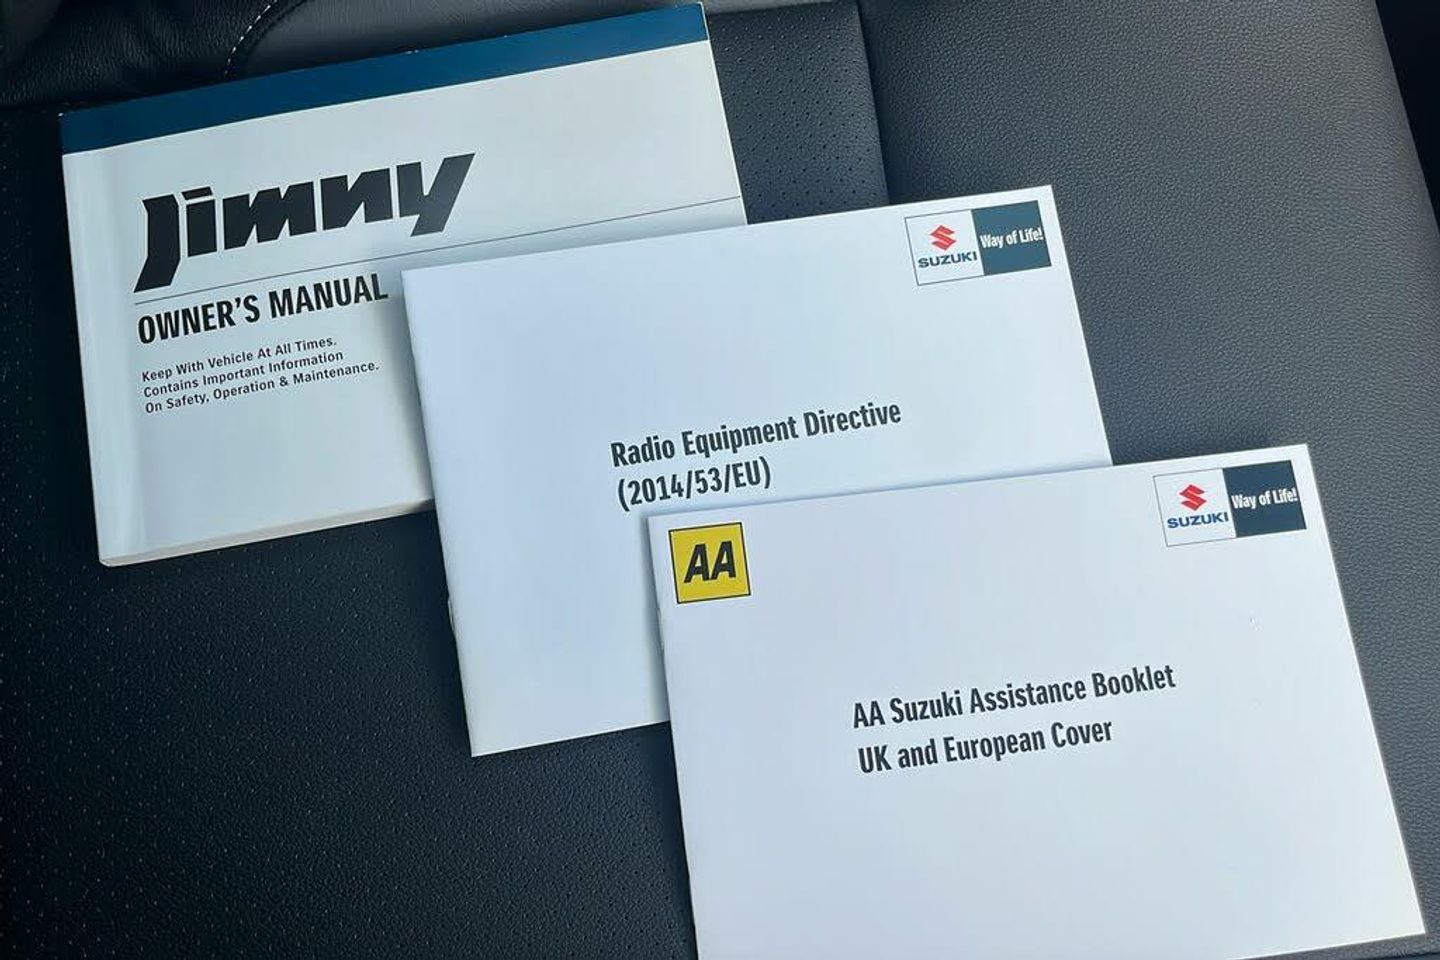 Jimny
OWNER'S MANUAL
Keep With Vehicle At All Times.
Contains Important Information
On Safety, Operation & Maintenance.
SUZUKI
Way of Life!
Radio Equipment Directive
(2014/53/EU)
AA
SUZUKI
Way of Life!
AA Suzuki Assistance Booklet
UK and European Cover